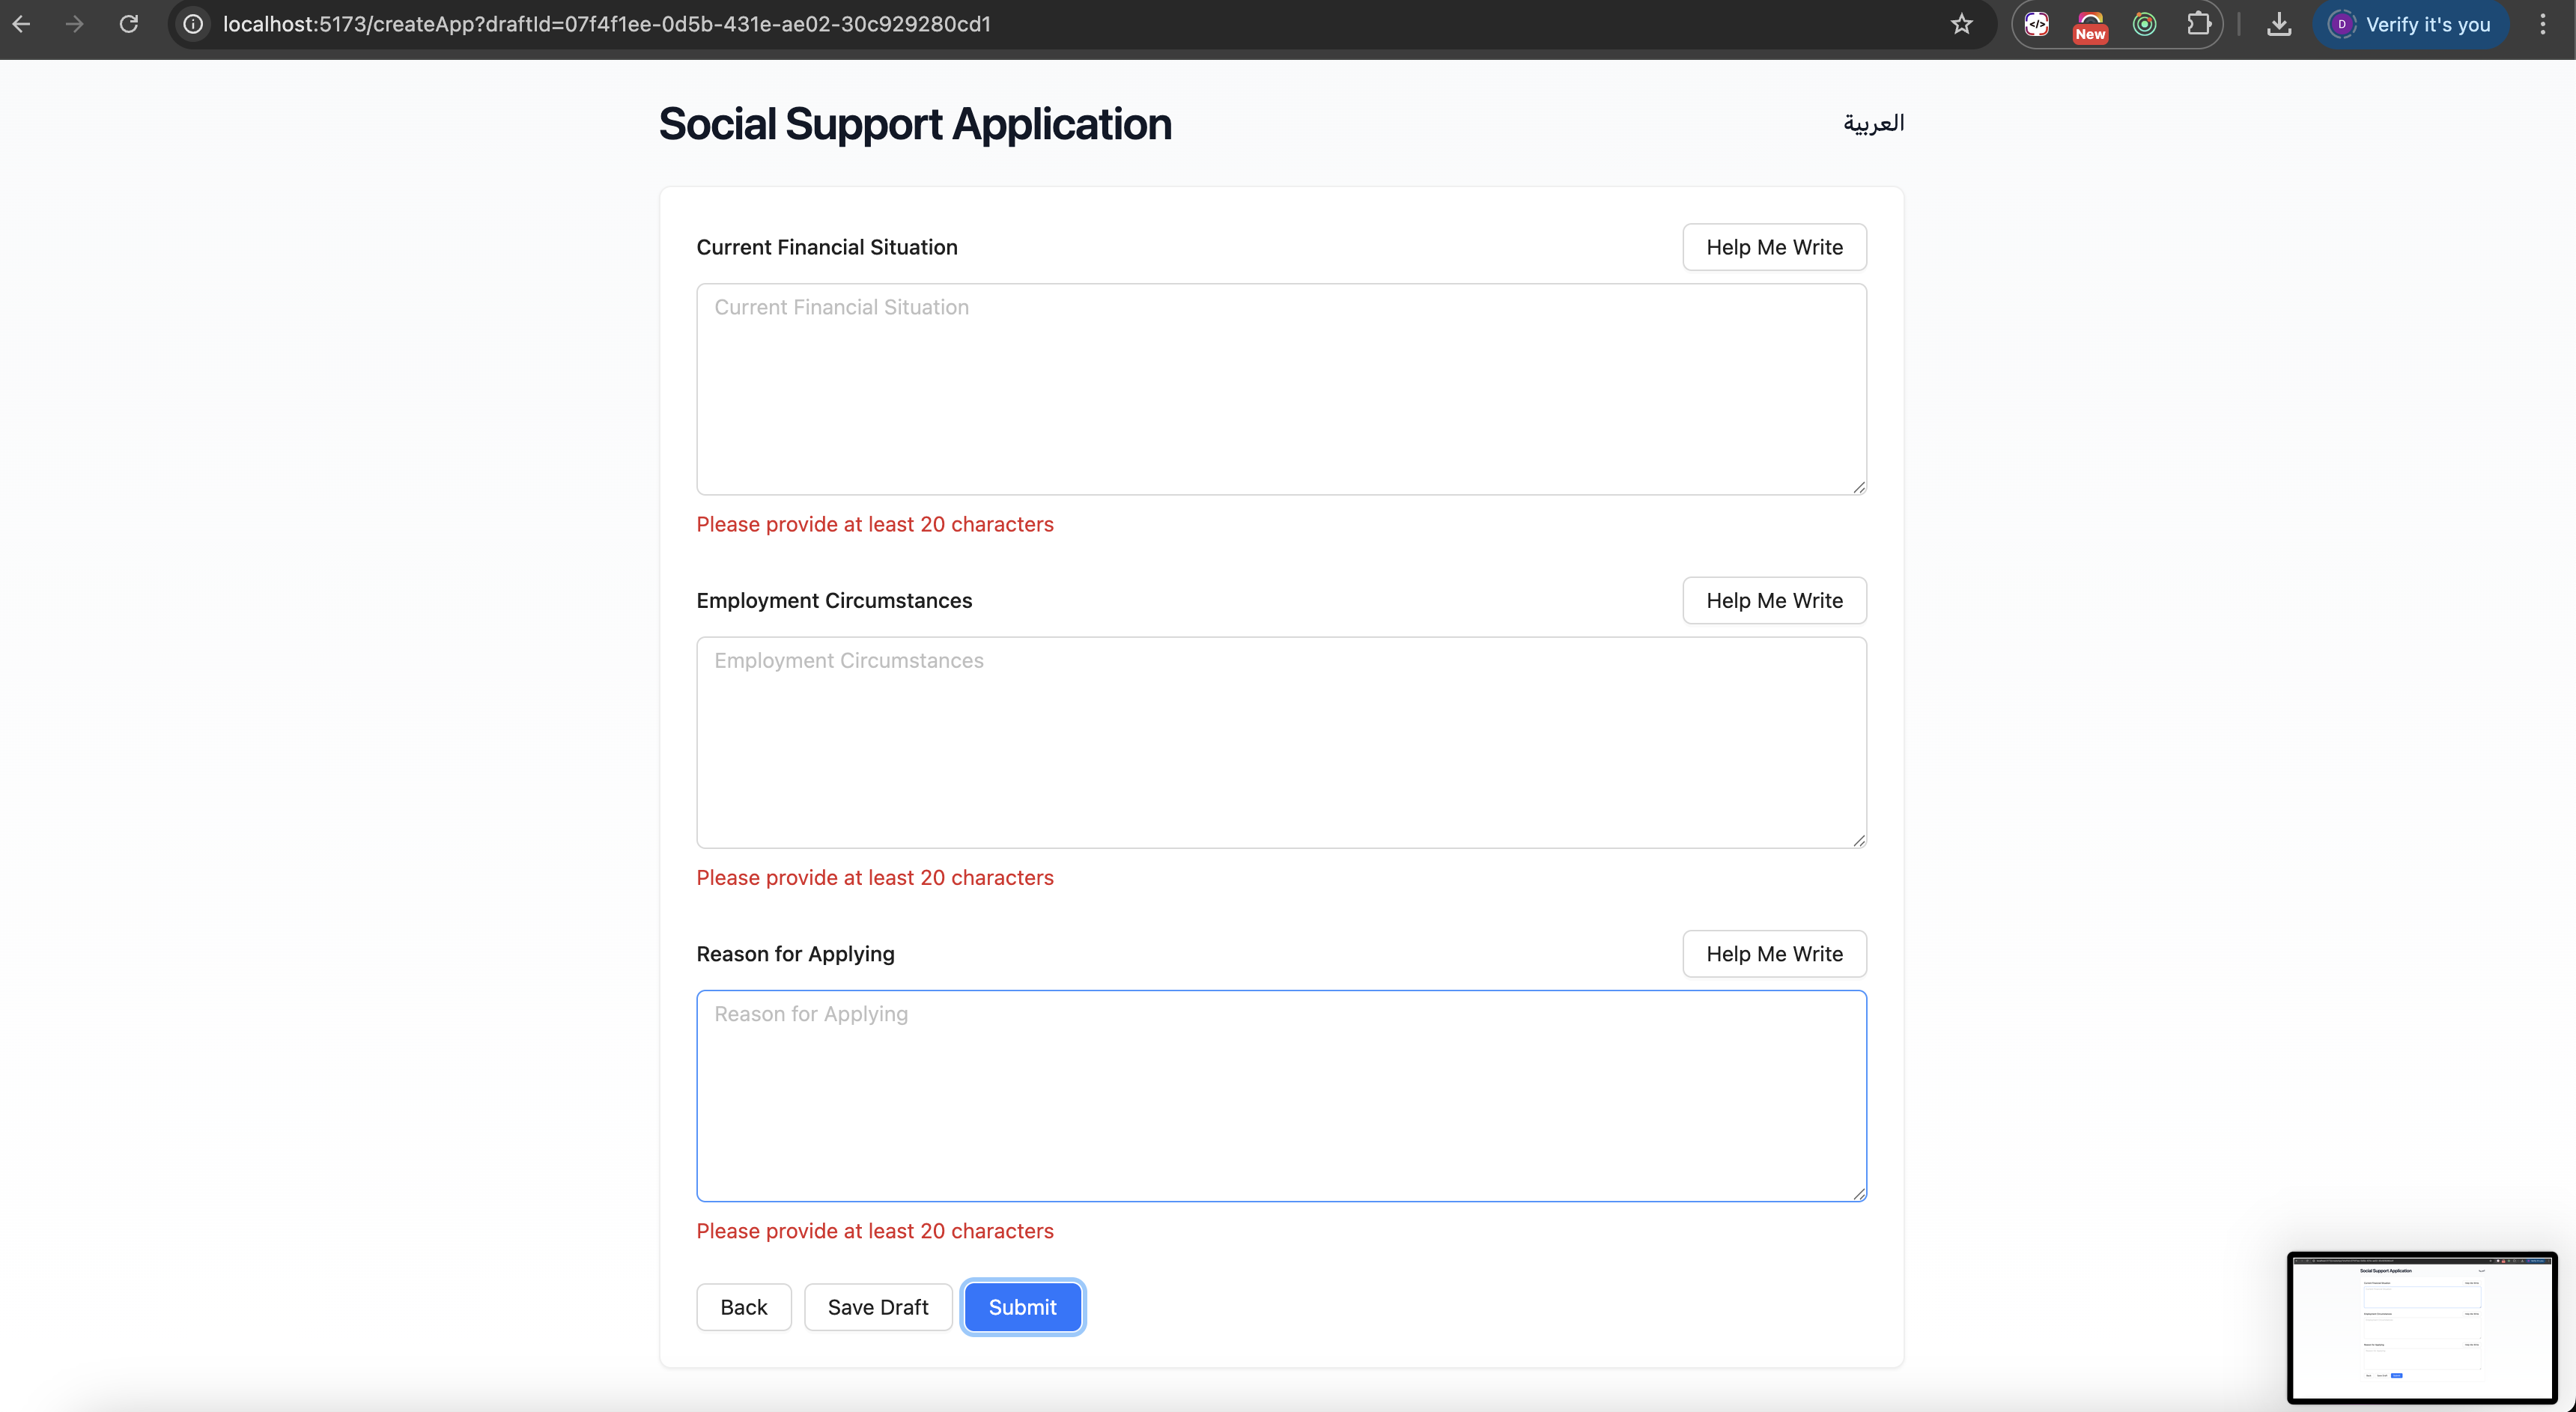 localhost:5173/createApp?draftId=07f4f1ee-0d5b-431e-ae02-30c929280cd1
New
D
Verify it's you
Social Support Application
العربية
Current Financial Situation
Help Me Write
Current Financial Situation
Please provide at least 20 characters
Employment Circumstances
Help Me Write
Employment Circumstances
Please provide at least 20 characters
Reason for Applying
Help Me Write
Reason for Applying
Please provide at least 20 characters
Back
Save Draft
Submit
Social Support Application